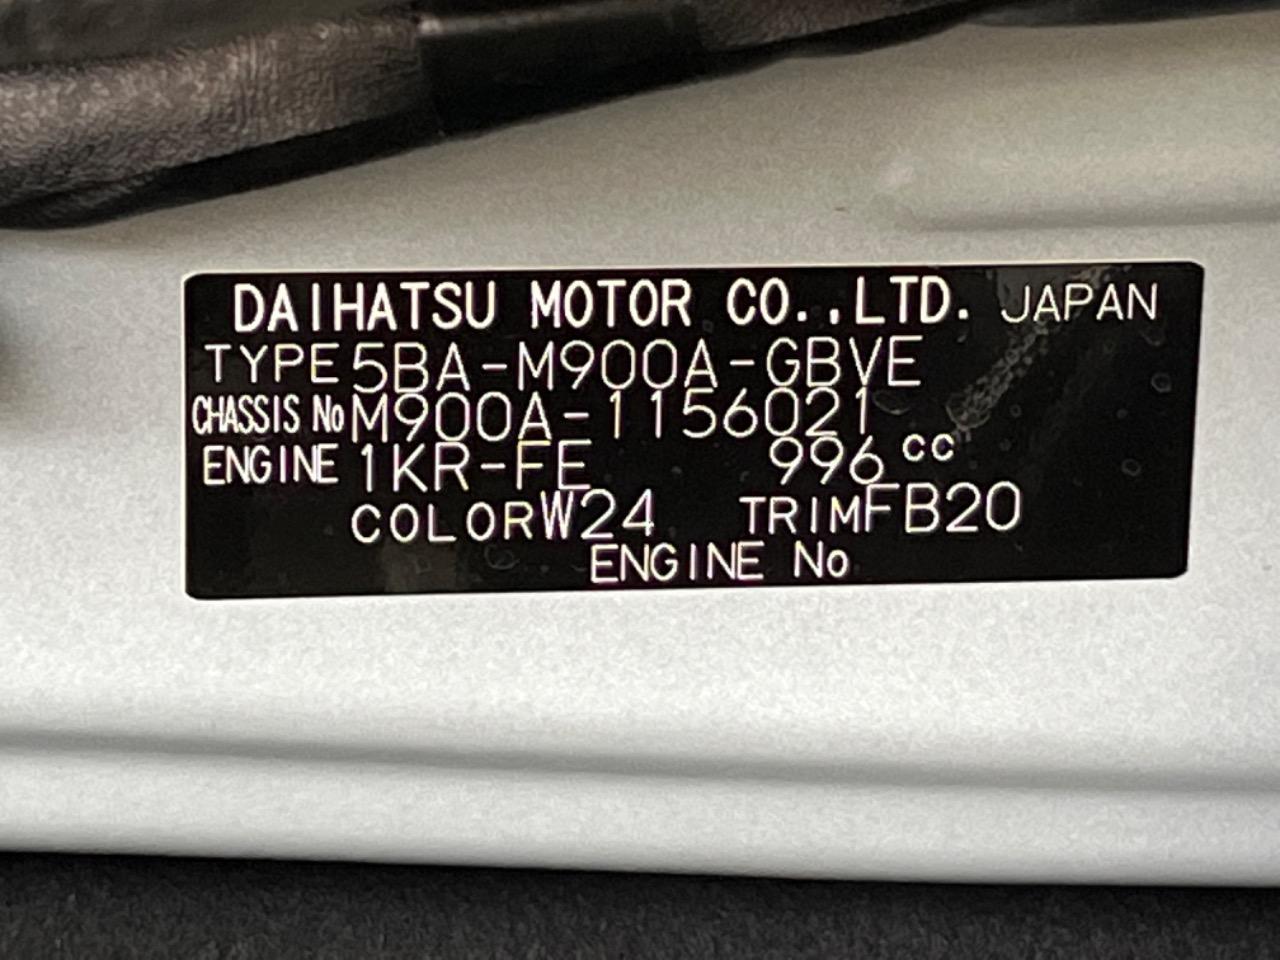 DAIHATSU MOTOR CO.,LTD. JAPAN
TYPE 5BA-M900A-GBVE
CHASSIS No M900A-1156021
ENGINE 1KR-FE 996 cc
COLOR W24 TRIM FB20
ENGINE No